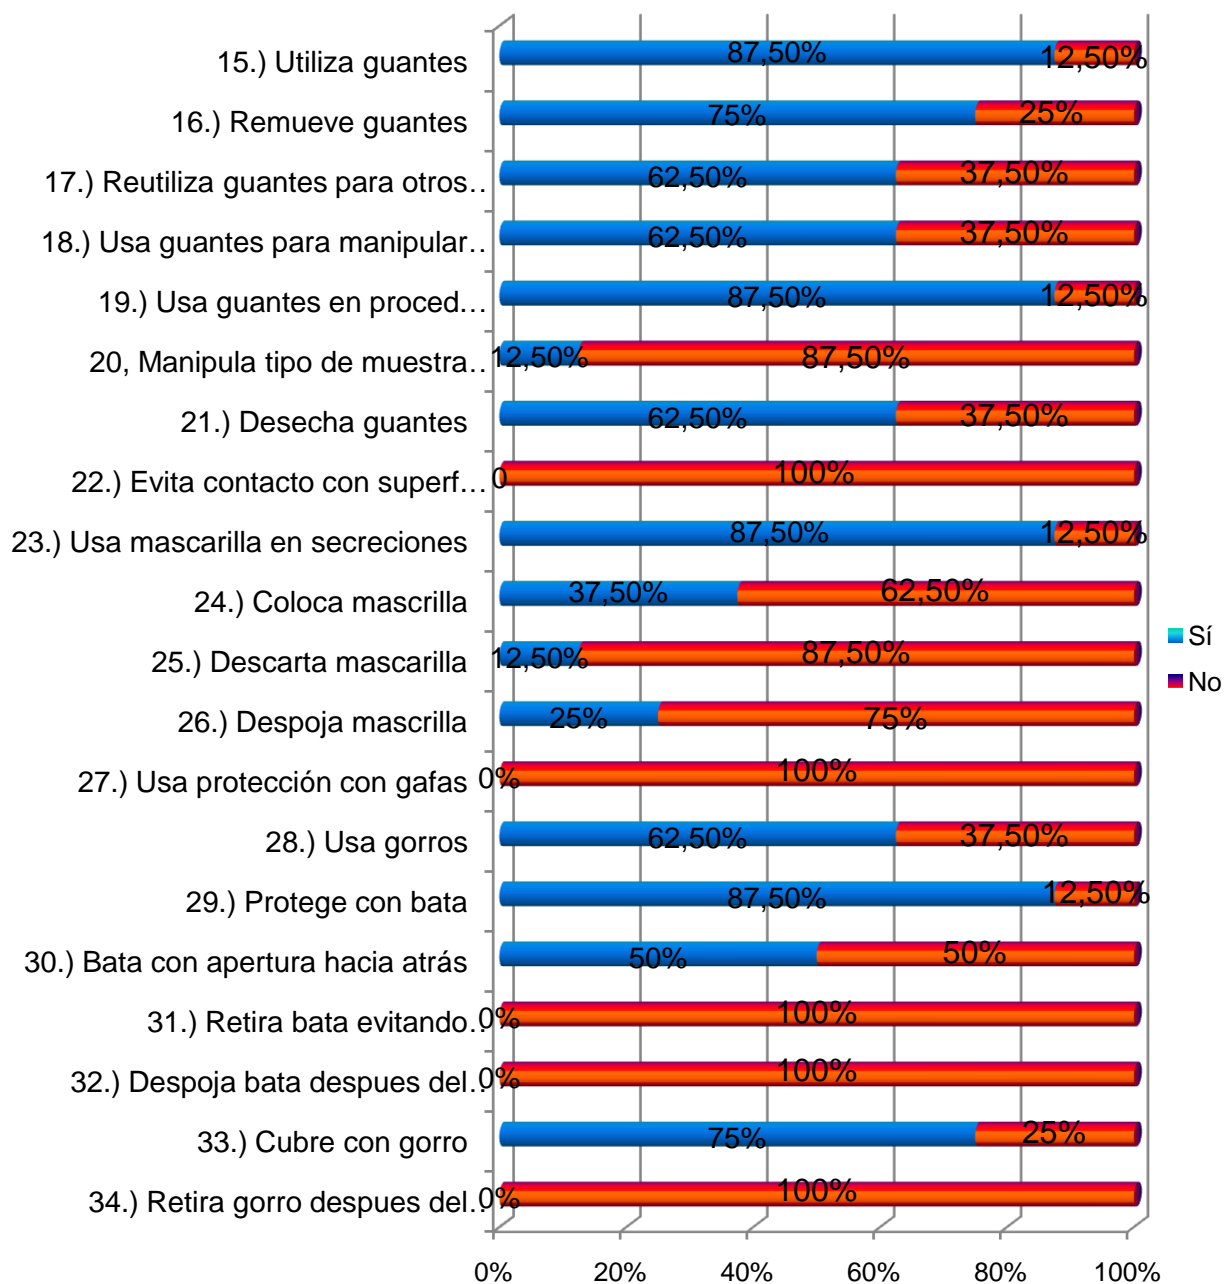 15.) Utiliza guantes 87,50% 12,50%
16.) Remueve guantes 75% 25%
17.) Reutiliza guantes para otros.. 62,50% 37,50%
18.) Usa guantes para manipular.. 62,50% 37,50%
19.) Usa guantes en proced... 87,50% 12,50%
20, Manipula tipo de muestra.. 12,50% 87,50%
21.) Desecha guantes 62,50% 37,50%
22.) Evita contacto con superf... 0 100%
23.) Usa mascarilla en secreciones 87,50% 12,50%
24.) Coloca mascrilla 37,50% 62,50%
25.) Descarta mascarilla 12,50% 87,50%
26.) Despoja mascrilla 25% 75%
27.) Usa protección con gafas 0% 100%
28.) Usa gorros 62,50% 37,50%
29.) Protege con bata 87,50% 12,50%
30.) Bata con apertura hacia atrás 50% 50%
31.) Retira bata evitando.. 0% 100%
32.) Despoja bata despues del.. 0% 100%
33.) Cubre con gorro 75% 25%
34.) Retira gorro despues del.. 0% 100%
0% 20% 40% 60% 80% 100%
Sí
No